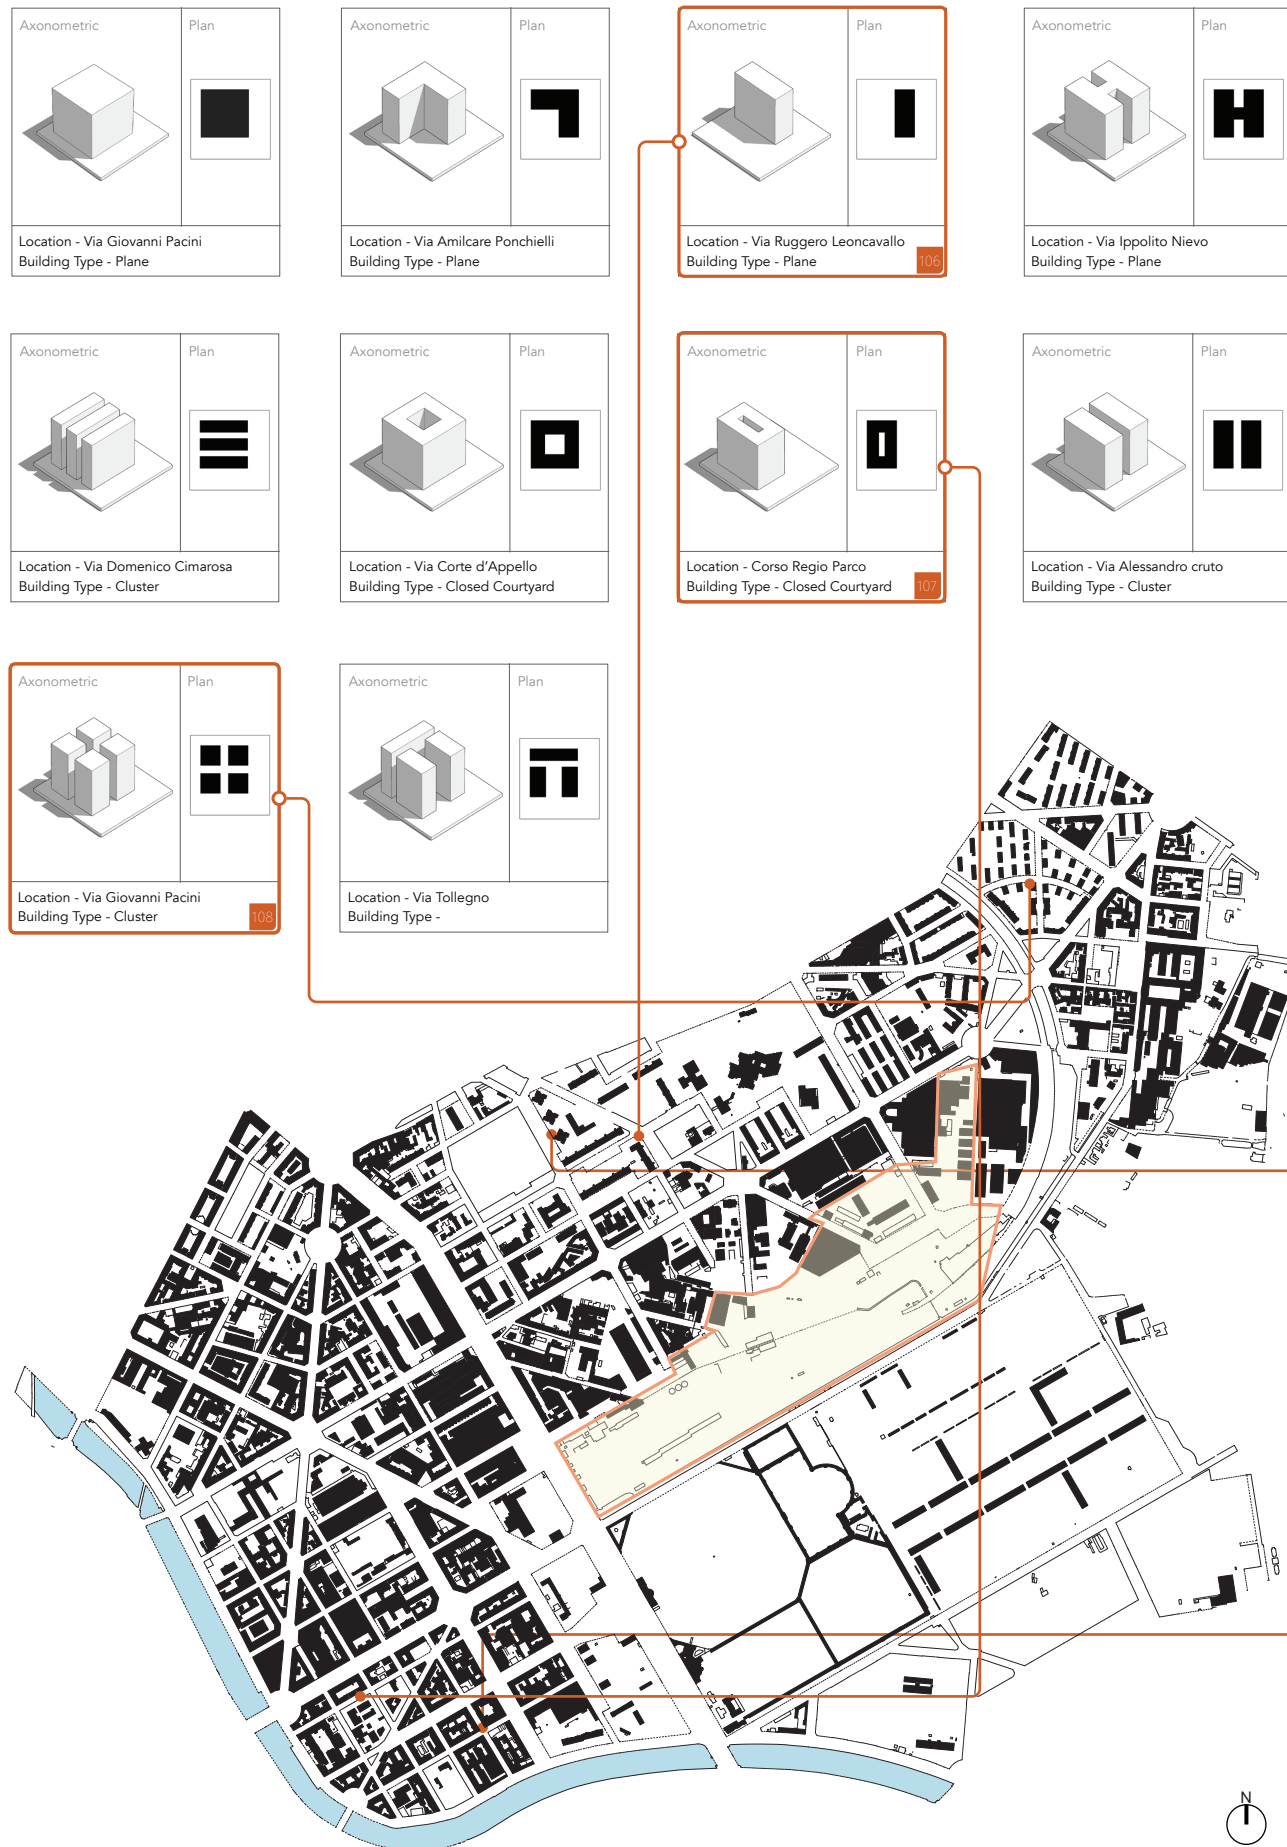 Axonometric
Plan
Location - Via Giovanni Pacini
Building Type - Plane
Axonometric
Plan
Location - Via Amilcare Ponchielli
Building Type - Plane
Axonometric
Plan
Location - Via Ruggero Leoncavallo
Building Type - Plane
106
Axonometric
Plan
Location - Via Ippolito Nievo
Building Type - Plane
Axonometric
Plan
Location - Via Domenico Cimarosa
Building Type - Cluster
Axonometric
Plan
Location - Via Corte d'Appello
Building Type - Closed Courtyard
Axonometric
Plan
Location - Corso Regio Parco
Building Type - Closed Courtyard
107
Axonometric
Plan
Location - Via Alessandro cruto
Building Type - Cluster
Axonometric
Plan
Location - Via Giovanni Pacini
Building Type - Cluster
108
Axonometric
Plan
Location - Via Tollegno
Building Type -
N